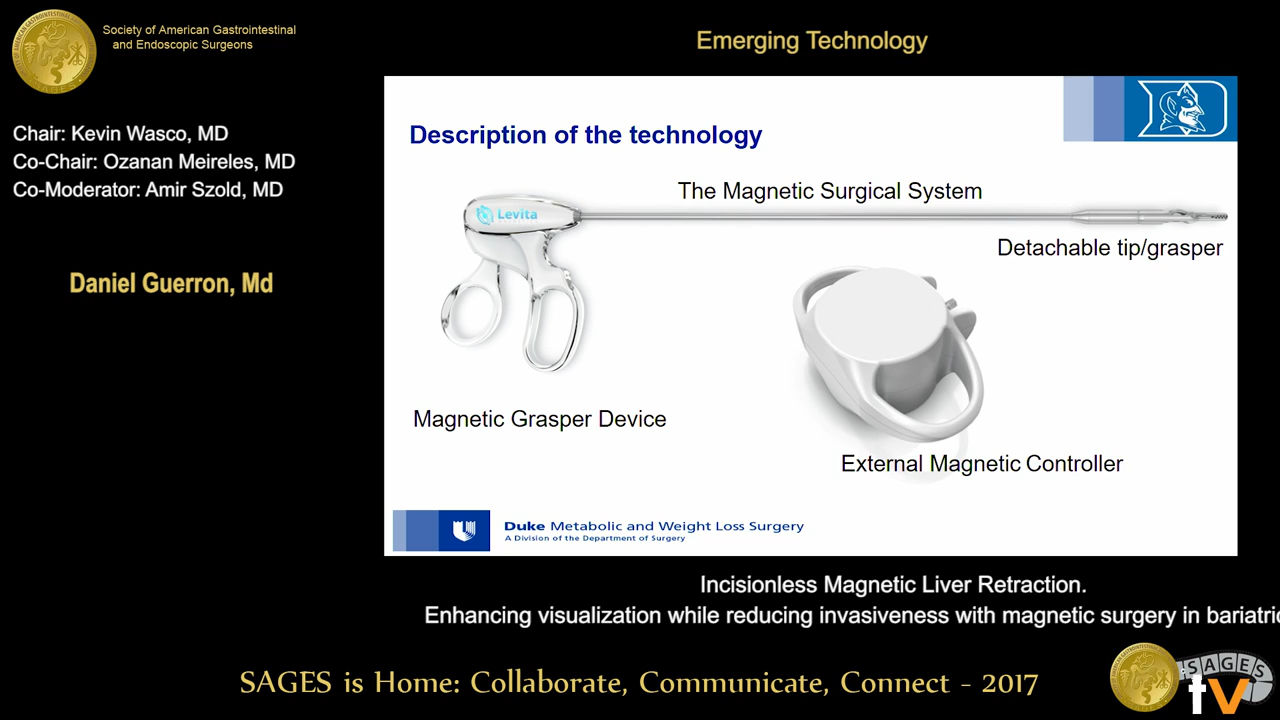 Society of American Gastrointestinal
and Endoscopic Surgeons
Emerging Technology
Chair: Kevin Wasco, MD
Co-Chair: Ozanan Meireles, MD
Co-Moderator: Amir Szold, MD
Daniel Guerron, Md
Description of the technology
The Magnetic Surgical System
Levita
Detachable tip/grasper
Magnetic Grasper Device
External Magnetic Controller
Duke Metabolic and Weight Loss Surgery
A Division of the Department of Surgery
Incisionless Magnetic Liver Retraction.
Enhancing visualization while reducing invasiveness with magnetic surgery in bariatric
SAGES is Home: Collaborate, Communicate, Connect - 2017
SAGES
tv